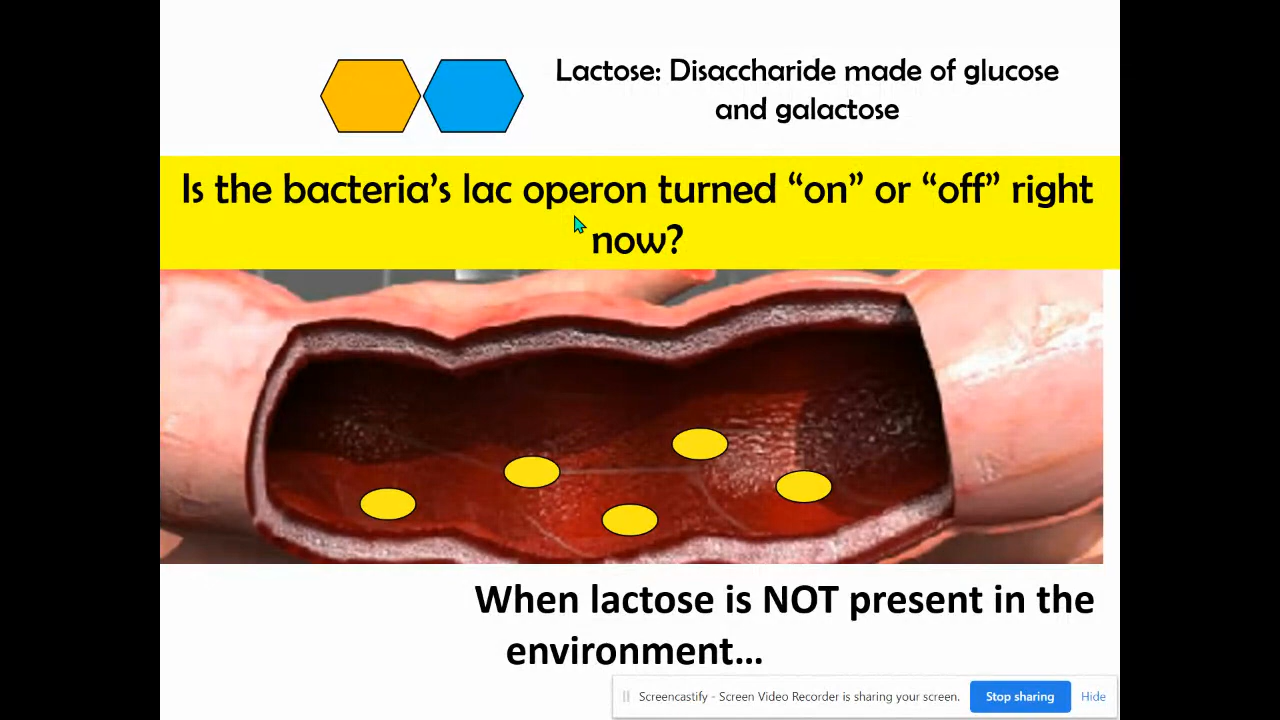 Lactose: Disaccharide made of glucose
and galactose
Is the bacteria’s lac operon turned “on” or “off” right
now?
When lactose is NOT present in the
environment...
Screencastify - Screen Video Recorder is sharing your screen.
Stop sharing
Hide